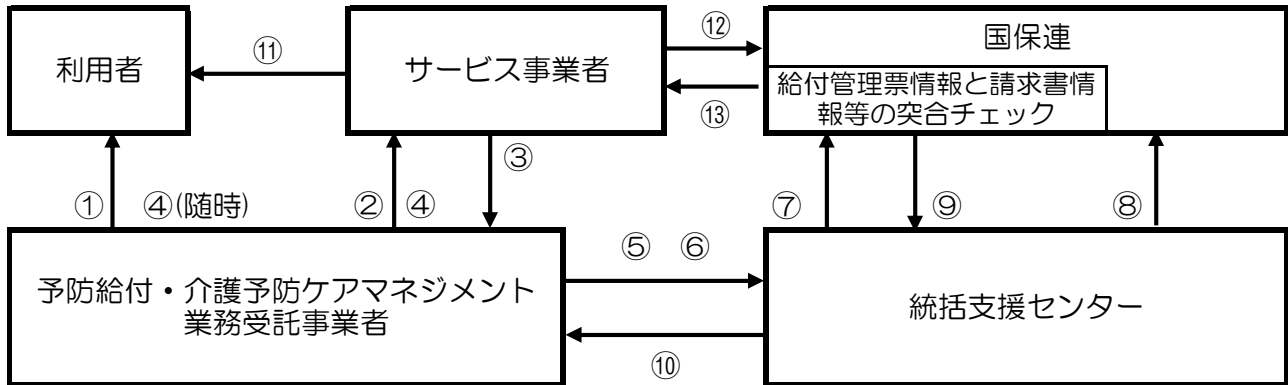 利用者
⑪
サービス事業者
⑫
⑬
国保連
給付管理票情報と請求書情
報等の突合チェック
①
④(随時)
②
④
③
⑦
⑨
⑧
予防給付・介護予防ケアマネジメント
業務受託事業者
⑤ ⑥
⑩
統括支援センター